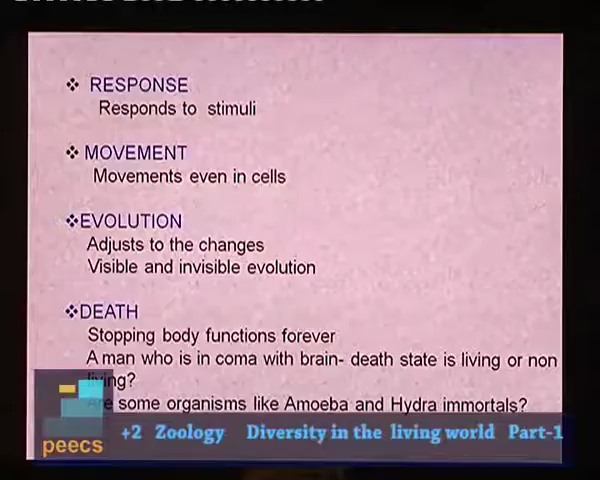 ❖ RESPONSE
Responds to stimuli
❖ MOVEMENT
Movements even in cells
❖EVOLUTION
Adjusts to the changes
Visible and invisible evolution
❖DEATH
Stopping body functions forever
A man who is in coma with brain- death state is living or non
living?
Are some organisms like Amoeba and Hydra immortals?
peecs
+2 Zoology Diversity in the living world Part-1